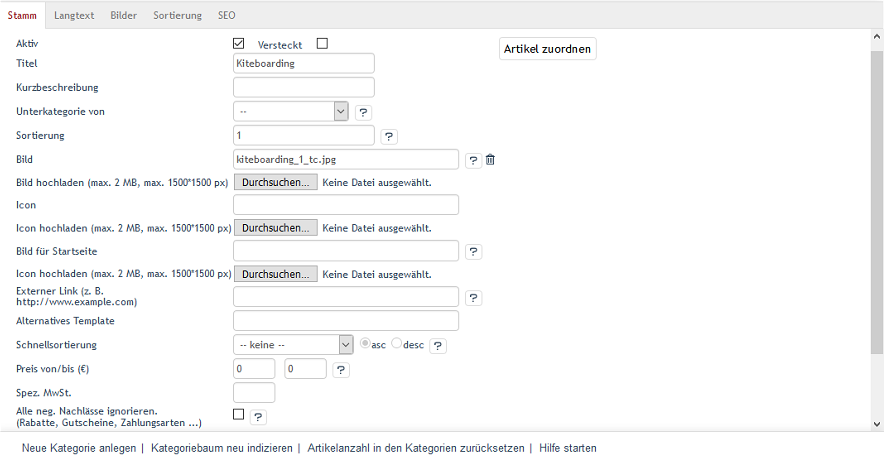 Stamm Langtext Bilder Sortierung SEO
Aktiv Versteckt Artikel zuordnen
Titel Kiteboarding
Kurzbeschreibung
Unterkategorie von -- ?
Sortierung 1 ?
Bild kiteboarding_1_tc.jpg ?
Bild hochladen (max. 2 MB, max. 1500*1500 px) Durchsuchen... Keine Datei ausgewählt.
Icon
Icon hochladen (max. 2 MB, max. 1500*1500 px) Durchsuchen... Keine Datei ausgewählt.
Bild für Startseite ?
Icon hochladen (max. 2 MB, max. 1500*1500 px) Durchsuchen... Keine Datei ausgewählt.
Externer Link (z. B.
http://www.example.com) ?
Alternatives Template
Schnellsortierung -- keine -- asc desc ?
Preis von/bis (€) 0 0 ?
Spez. MwSt.
Alle neg. Nachlässe ignorieren.
(Rabatte, Gutscheine, Zahlungsarten ...) ?
Neue Kategorie anlegen | Kategoriebaum neu indizieren | Artikelanzahl in den Kategorien zurücksetzen | Hilfe starten